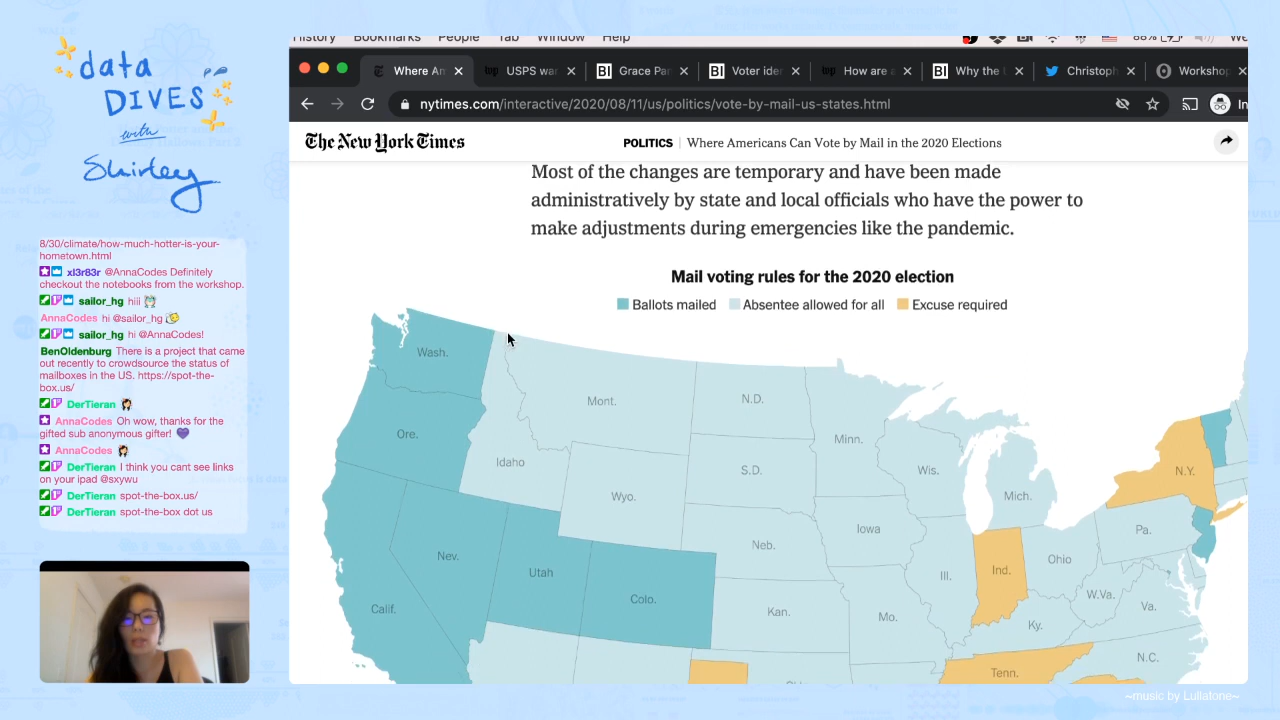 data
DIVES
with
Shirley
8/30/climate/how-much-hotter-is-your-
hometown.html
xl3r83r @AnnaCodes Definitely
checkout the notebooks from the workshop.
sailor_hg hiii
AnnaCodes hi @sailor_hg
sailor_hg hi @AnnaCodes!
BenOldenburg There is a project that came
out recently to crowdsource the status of
mailboxes in the US. https://spot-the-
box.us/
DerTieran
AnnaCodes Oh wow, thanks for the
gifted sub anonymous gifter!
AnnaCodes
DerTieran I think you cant see links
on your ipad @sxywu
DerTieran spot-the-box.us/
DerTieran spot-the-box dot us
History Bookmarks People Tab Window Help 88% We
Where Am USPS wa BI Grace Par BI Voter ide How are BI Why the Christoph Workshop
nytimes.com/interactive/2020/08/11/us/politics/vote-by-mail-us-states.html In
The New York Times POLITICS | Where Americans Can Vote by Mail in the 2020 Elections
Most of the changes are temporary and have been made
administratively by state and local officials who have the power to
make adjustments during emergencies like the pandemic.
Mail voting rules for the 2020 election
Ballots mailed Absentee allowed for all Excuse required
Wash.
Mont.
N.D.
Ore.
Minn.
Idaho
S.D.
Wis.
N.Y.
Wyo.
Mich.
Iowa
Pa.
Neb.
Nev.
Ohio
Utah
Ind.
Ill.
Colo.
W.Va.
Calif.
Kan.
Mo.
Va.
Ky.
N.C.
Tenn.
~music by Lullatone~